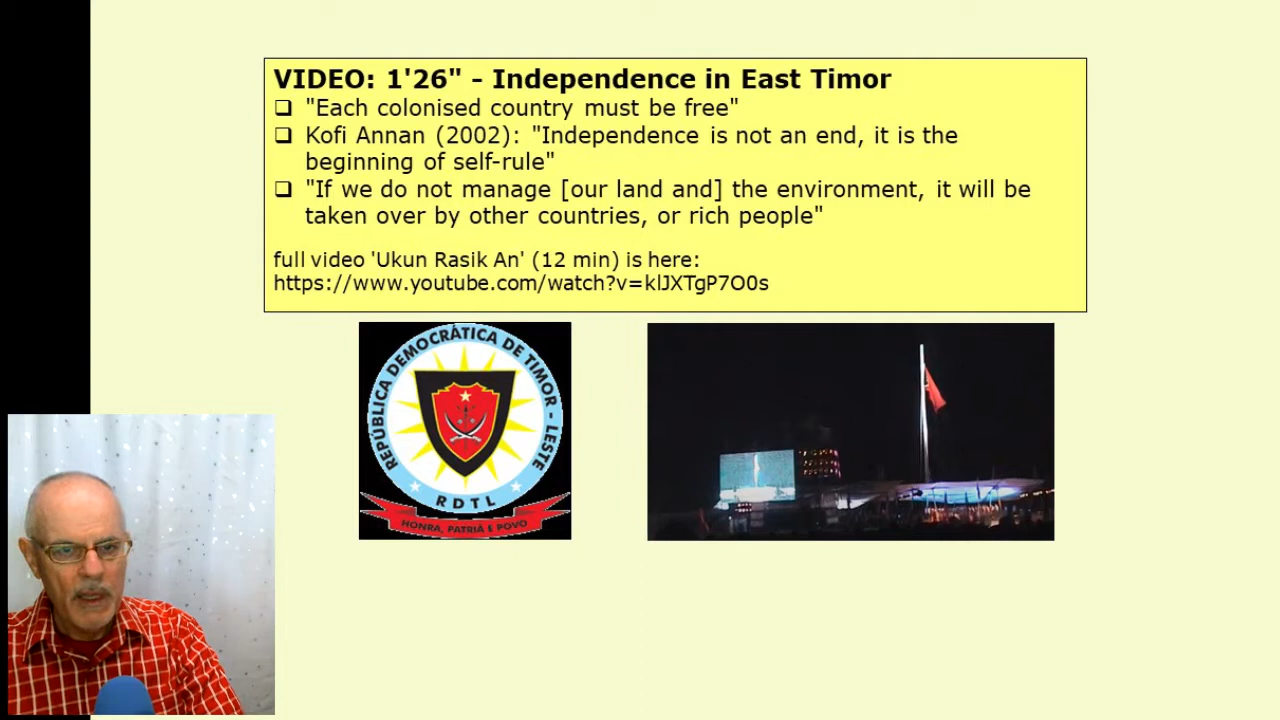 VIDEO: 1'26" - Independence in East Timor
❑ "Each colonised country must be free"
❑ Kofi Annan (2002): "Independence is not an end, it is the
beginning of self-rule"
❑ "If we do not manage [our land and] the environment, it will be
taken over by other countries, or rich people"
full video 'Ukun Rasik An' (12 min) is here:
https://www.youtube.com/watch?v=klJXTgP7O0s
REPÚBLICA DEMOCRÁTICA DE TIMOR - LESTE
RDTL
HONRA, PATRIA E POVO